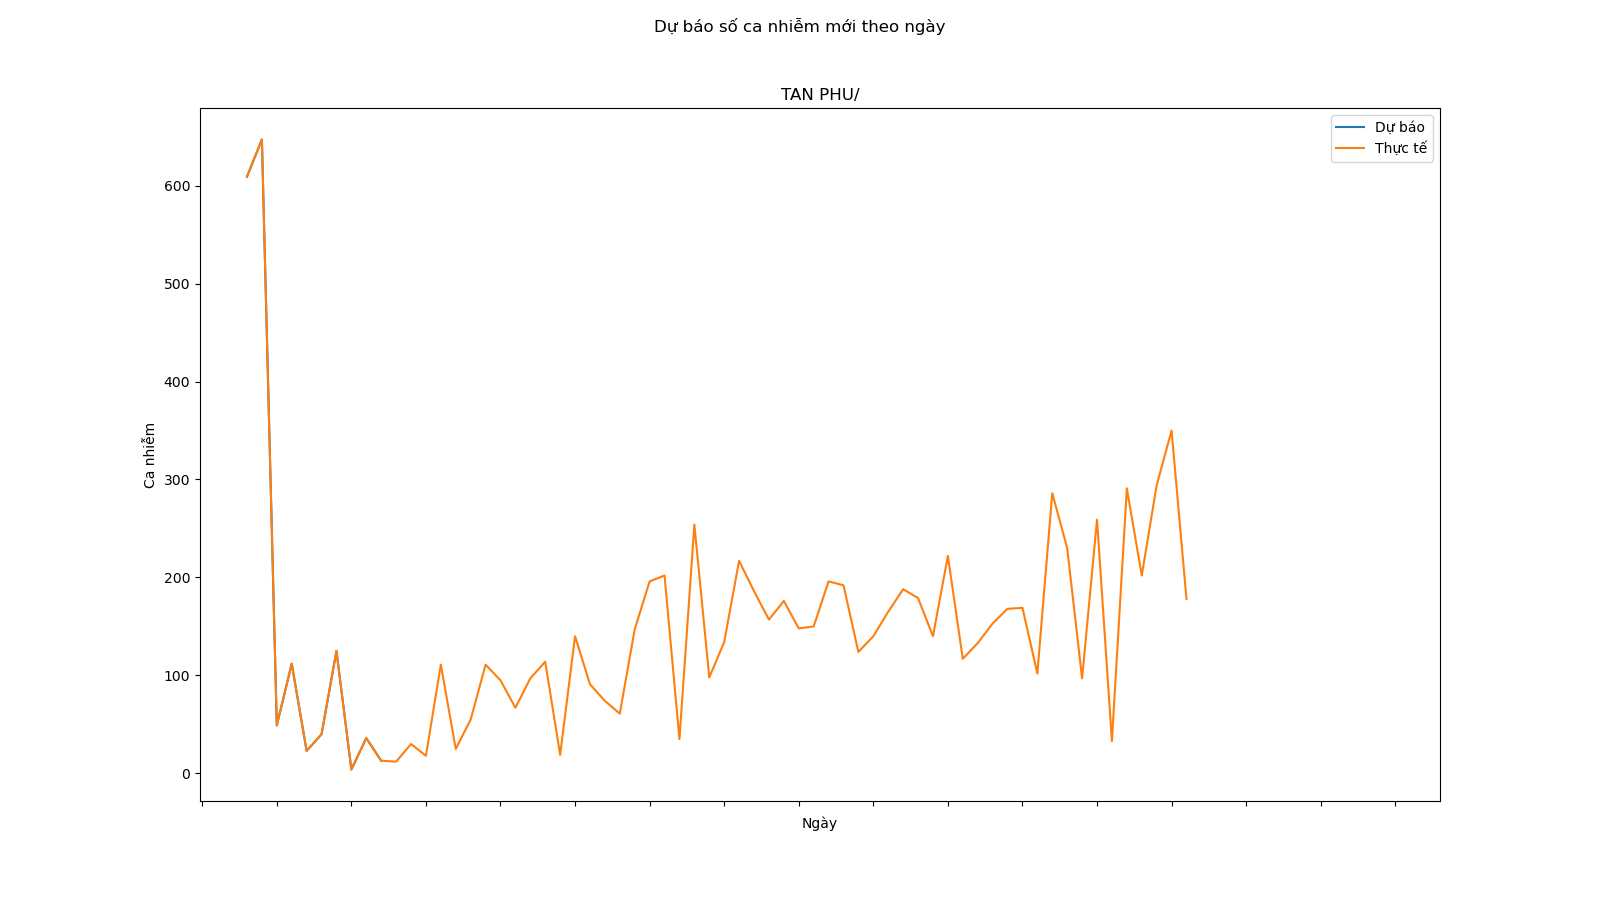 Dự báo số ca nhiễm mới theo ngày
TAN PHU/
Dự báo
Thực tế
600
500
400
300
200
100
0
Ca nhiễm
Ngày